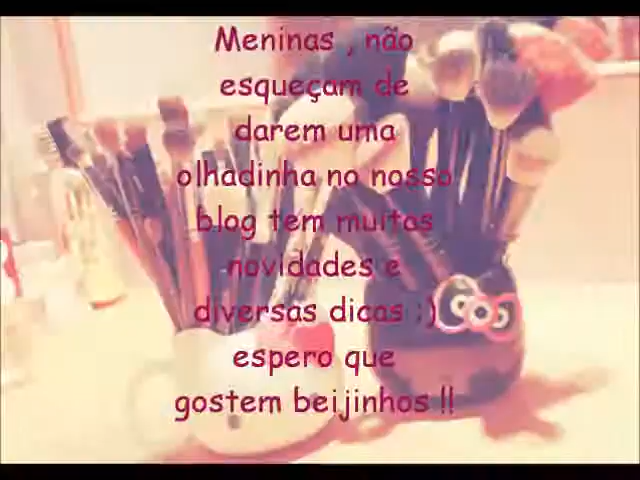 Meninas , não
esqueçam de
darem uma
olhadinha no nosso
blog tem muitas
novidades e
diversas dicas :)
espero que
gostem beijinhos !!